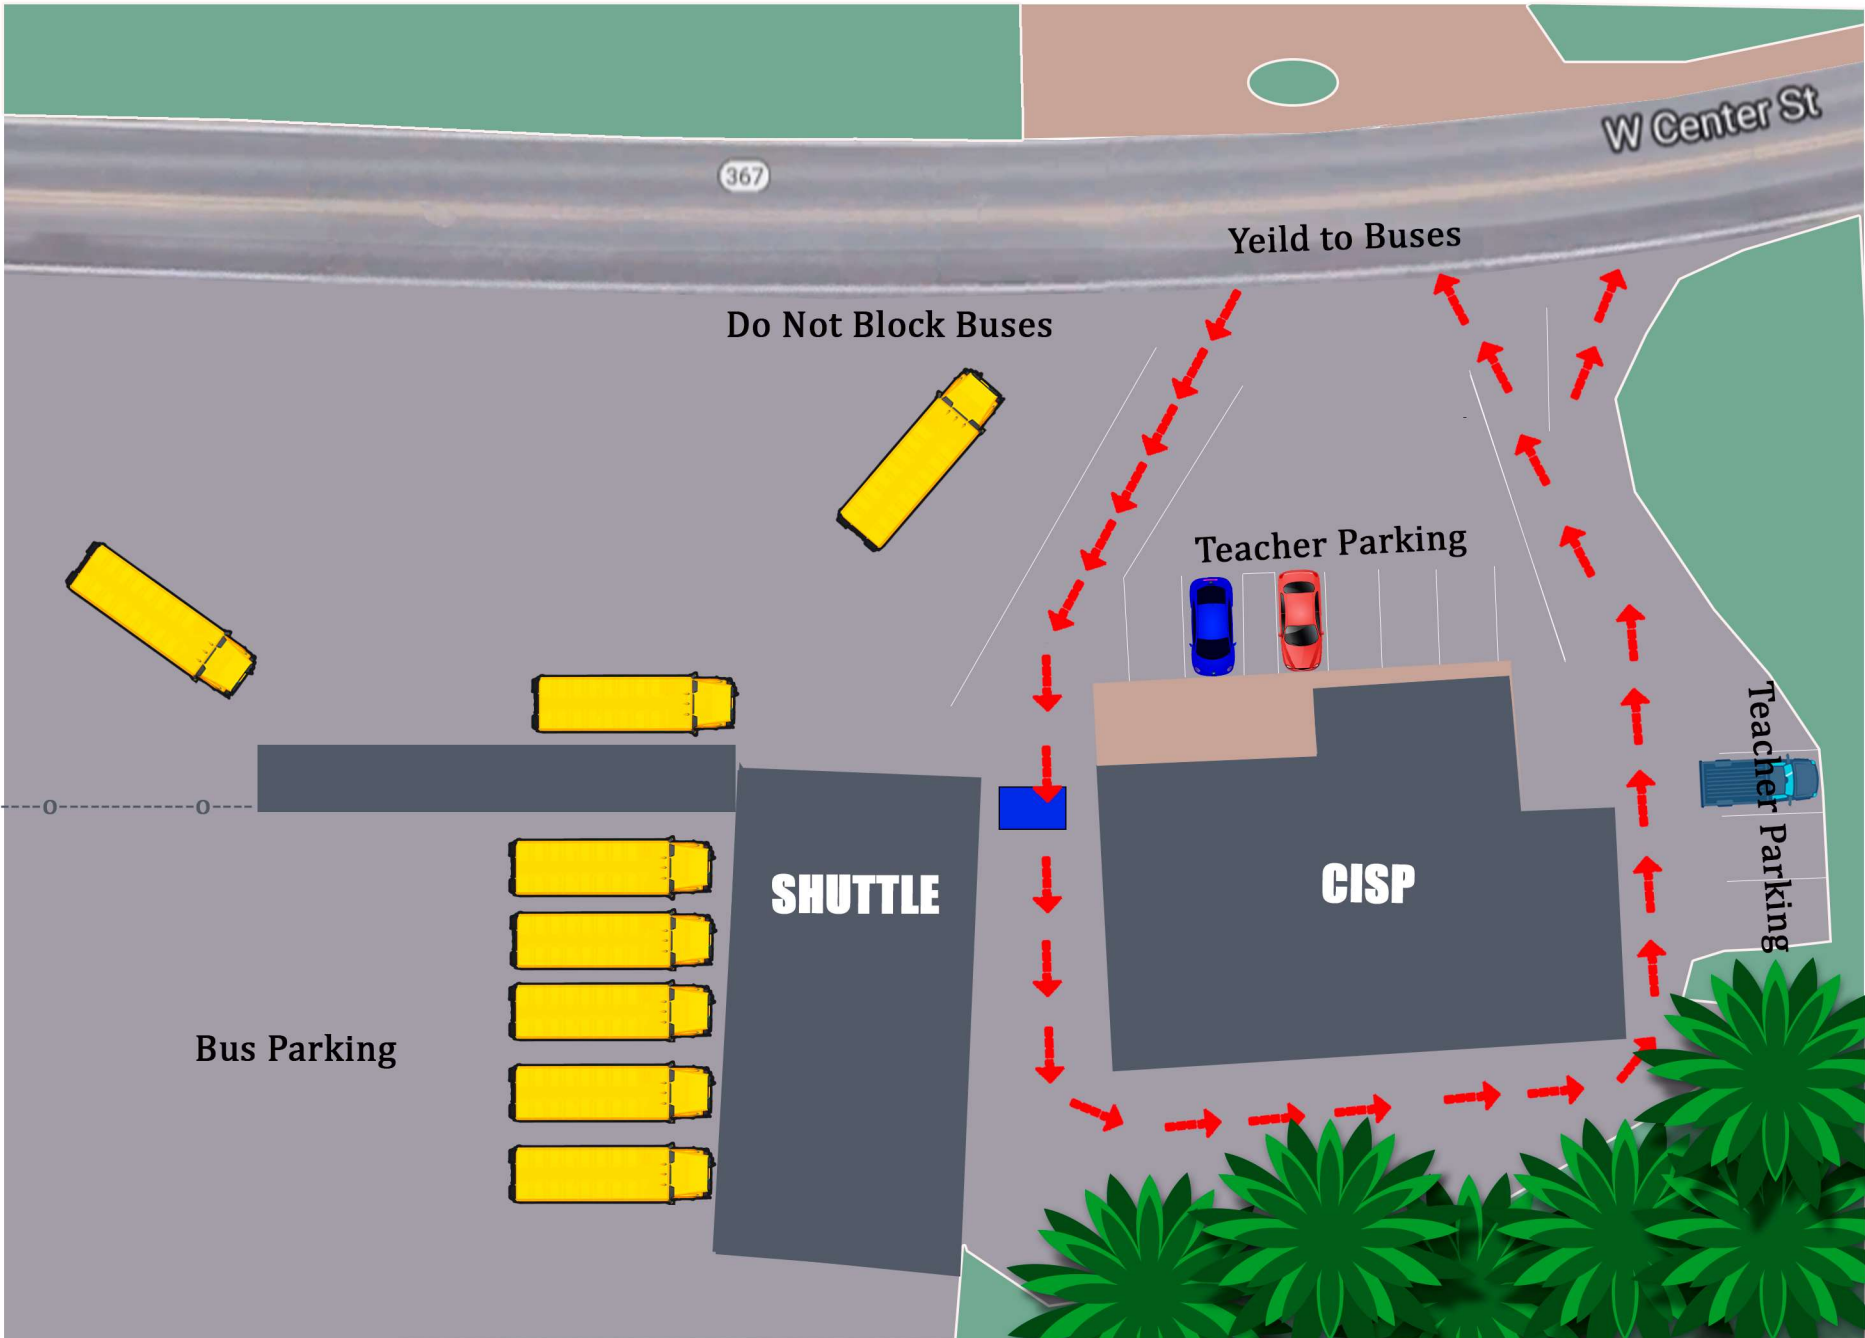 W Center St
367
Yeild to Buses
Do Not Block Buses
Teacher Parking
Teacher Parking
SHUTTLE
CISP
Bus Parking